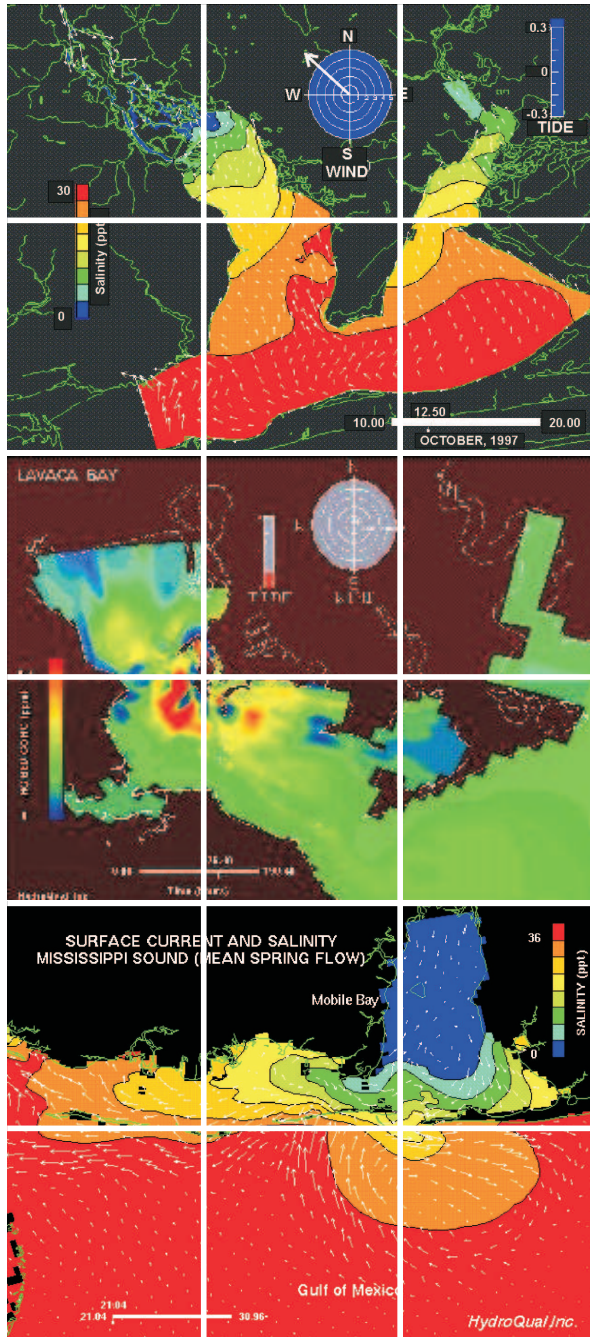 N
W
E
S
WIND
0.3
0
-0.3
TIDE
30
0
Salinity (ppt)
10.00
12.50
20.00
OCTOBER, 1997
LAVACA BAY
TIDE
S
SURFACE CURRENT AND SALINITY
MISSISSIPPI SOUND (MEAN SPRING FLOW)
Mobile Bay
36
0
SALINITY (ppt)
Gulf of Mexico
21.04
21.04
30.96
HydroQual,Inc.